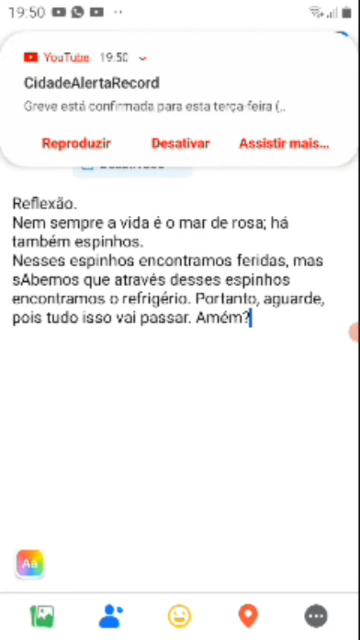 19:50
YouTube 19:50
CidadeAlertaRecord
Greve está confirmada para esta terça-feira (..
Reproduzir Desativar Assistir mais...
Reflexão.
Nem sempre a vida é o mar de rosa; há
também espinhos.
Nesses espinhos encontramos feridas, mas
sAbemos que através desses espinhos
encontramos o refrigério. Portanto, aguarde,
pois tudo isso vai passar. Amém?
Aa